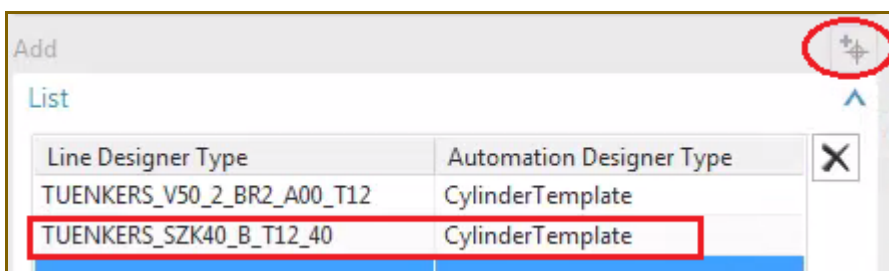 Add
List
Line Designer Type Automation Designer Type
TUENKERS_V50_2_BR2_A00_T12 CylinderTemplate
TUENKERS_SZK40_B_T12_40 CylinderTemplate